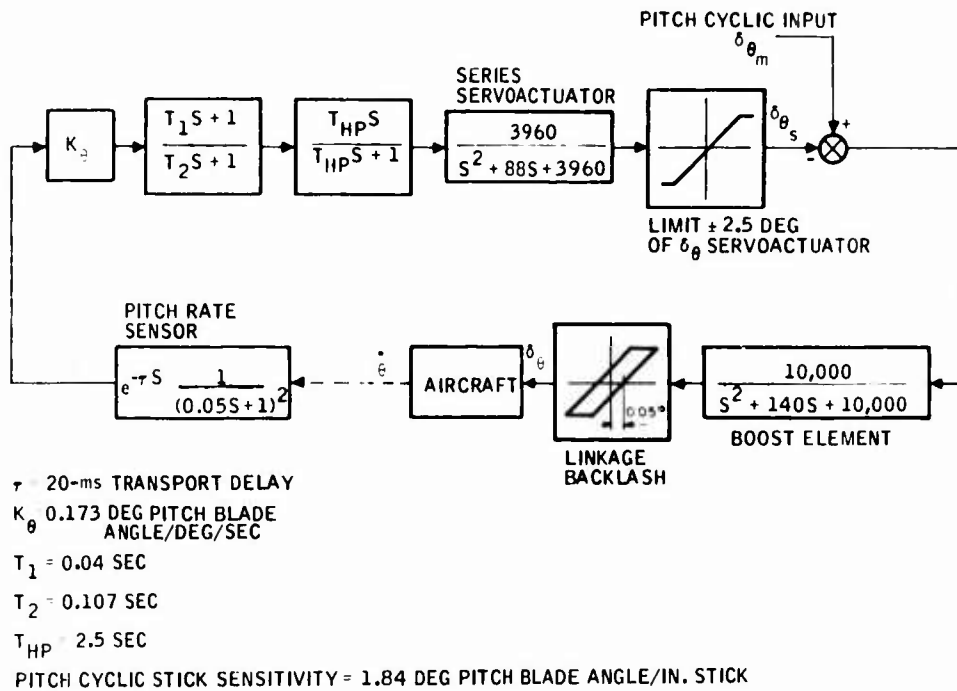 PITCH CYCLIC INPUT
δθm
SERIES
SERVOACTUATOR
Kθ
T1S + 1
T2S + 1
THPS
THPS + 1
3960
S² + 88S + 3960
δθs
+
-
LIMIT ± 2.5 DEG
OF δθ SERVOACTUATOR
PITCH RATE
SENSOR
e-τS 1
(0.05S+1)²
θ̇
AIRCRAFT
δθ
0.05°
LINKAGE
BACKLASH
10,000
S² + 140S + 10,000
BOOST ELEMENT
τ = 20-ms TRANSPORT DELAY
Kθ 0.173 DEG PITCH BLADE
ANGLE/DEG/SEC
T1 = 0.04 SEC
T2 = 0.107 SEC
THP = 2.5 SEC
PITCH CYCLIC STICK SENSITIVITY = 1.84 DEG PITCH BLADE ANGLE/IN. STICK